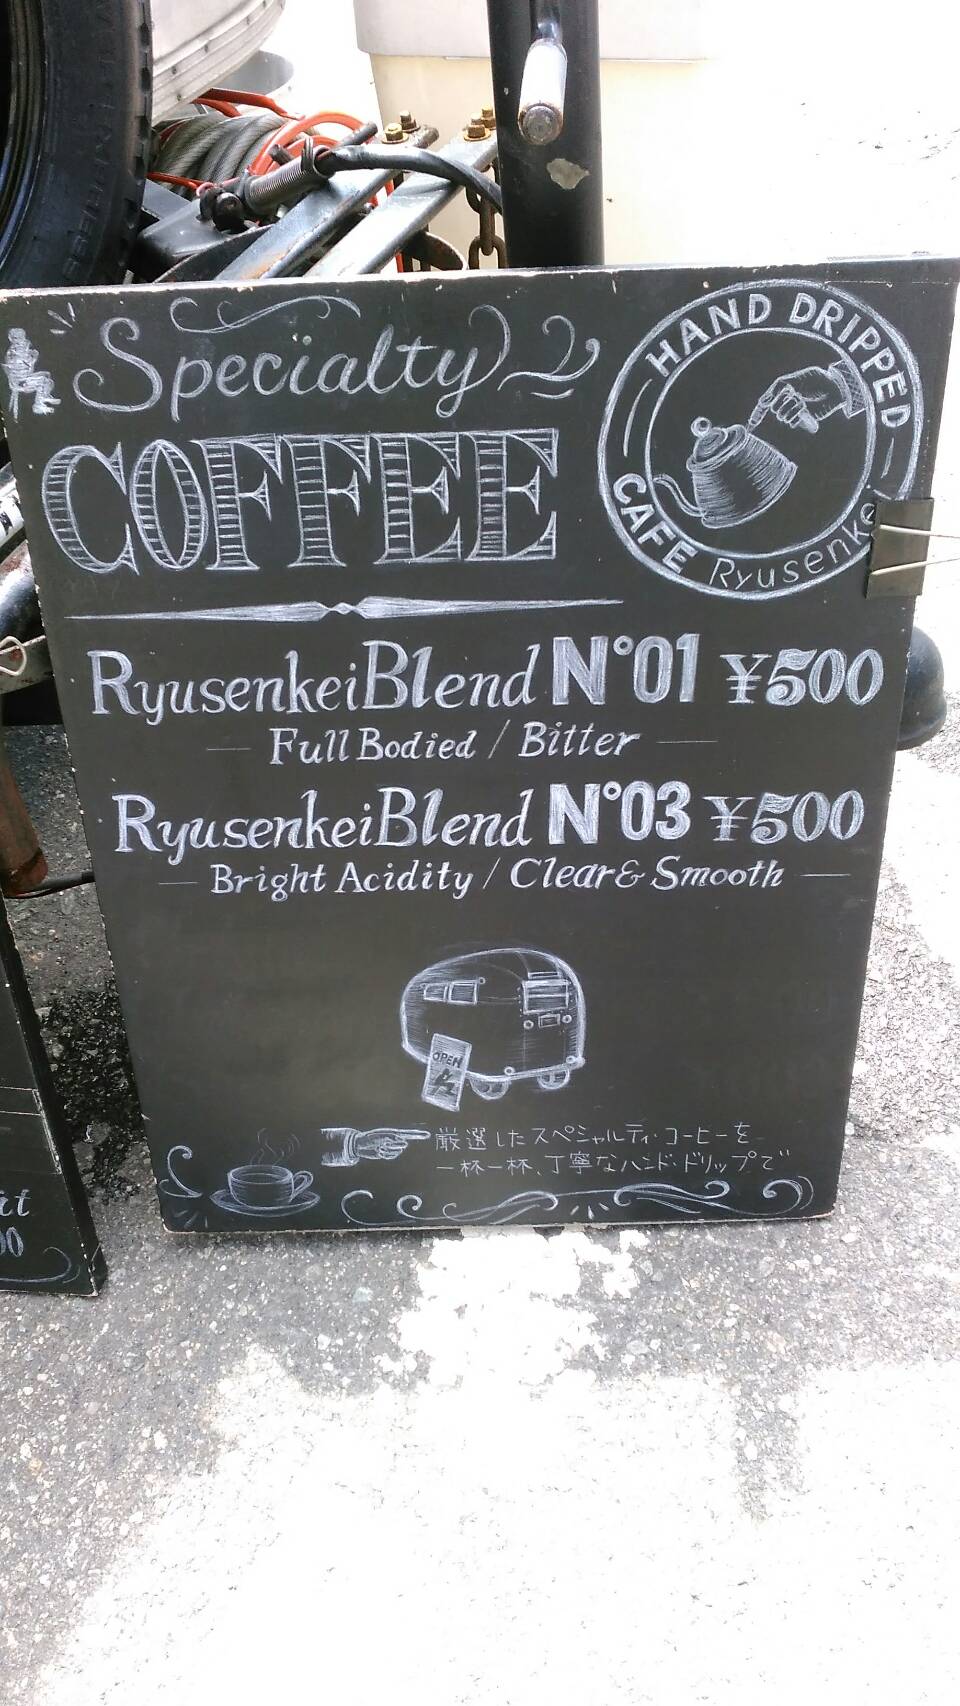 Specialty
COFFEE
HAND DRIPPED
CAFE Ryusenke
RyusenkeiBlend N°01 ¥500
Full Bodied / Bitter
RyusenkeiBlend N°03 ¥500
Bright Acidity / Clear & Smooth
OPEN
厳選したスペシャルティ・コーヒーを
一杯一杯、丁寧なハンド・ドリップで